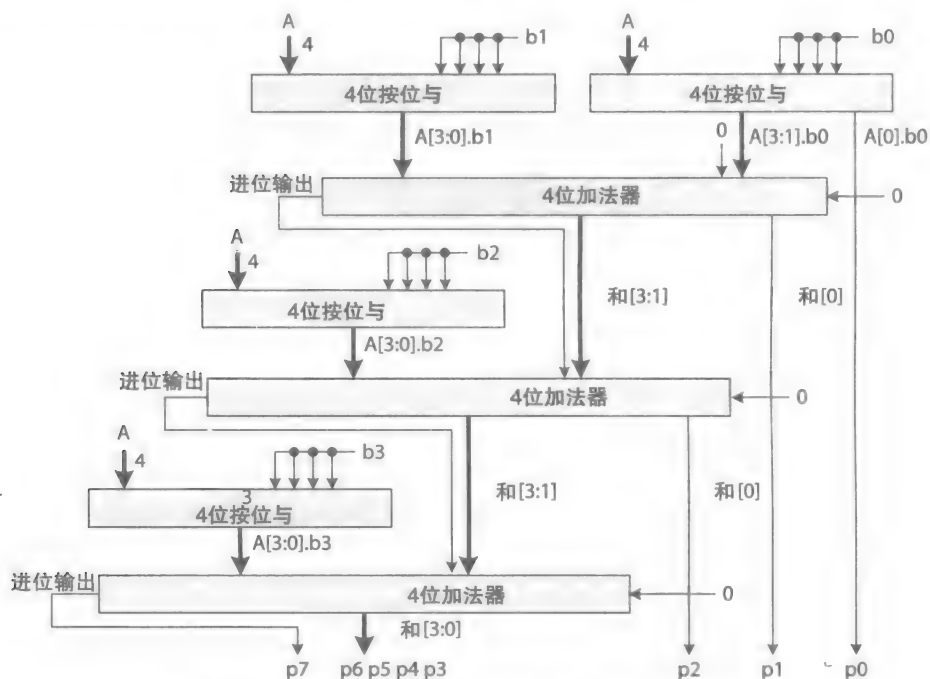 A
4
b1
A
4
b0
4位按位与
4位按位与
A[3:0].b1
0
A[3:1].b0
A[0].b0
进位输出
4位加法器
0
A
4
b2
和[3:1]
和[0]
4位按位与
A[3:0].b2
进位输出
4位加法器
0
A
4
b3
和[3:1]
和[0]
3
4位按位与
A[3:0].b3
进位输出
4位加法器
0
和[3:0]
p7
p6 p5 p4 p3
p2
p1
p0